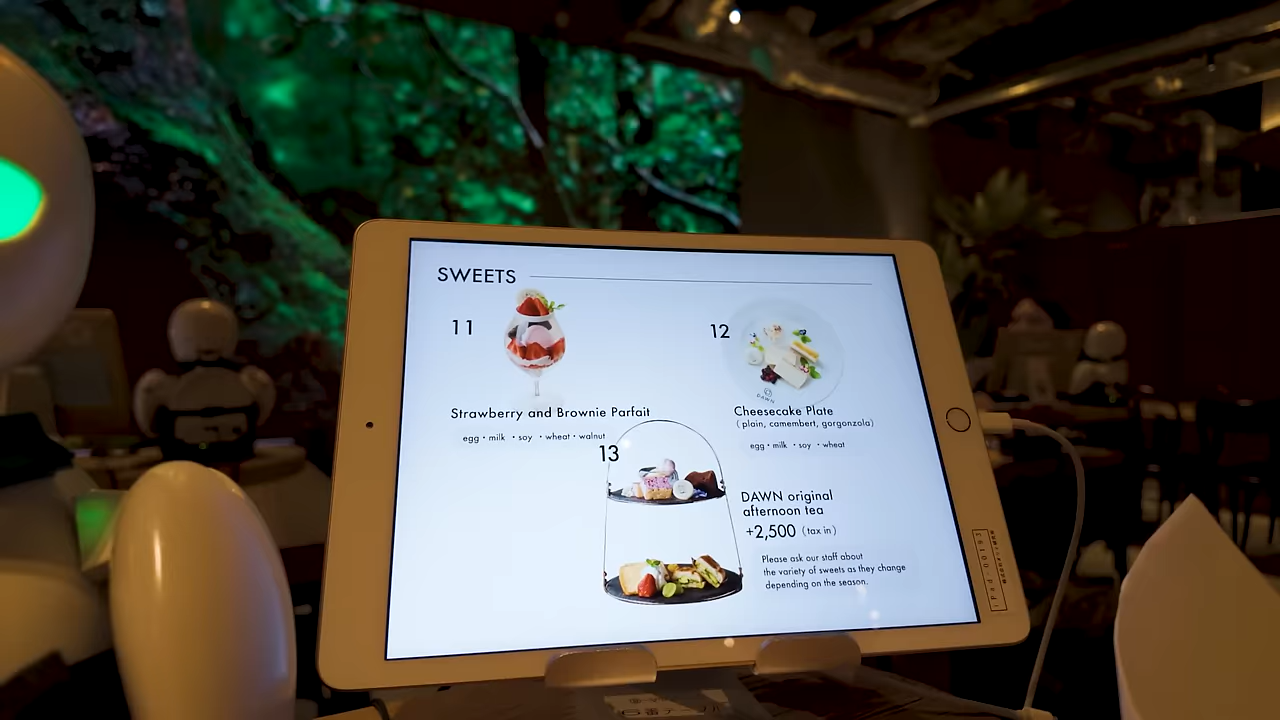 SWEETS
11
Strawberry and Brownie Parfait
egg・milk ・soy ・wheat・walnut
12
DAWN
Cheesecake Plate
( plain, camembert, gorgonzola)
egg・milk ・soy ・wheat
13
DAWN original
afternoon tea
+2,500 (tax in)
Please ask our staff about
the variety of sweets as they change
depending on the season.